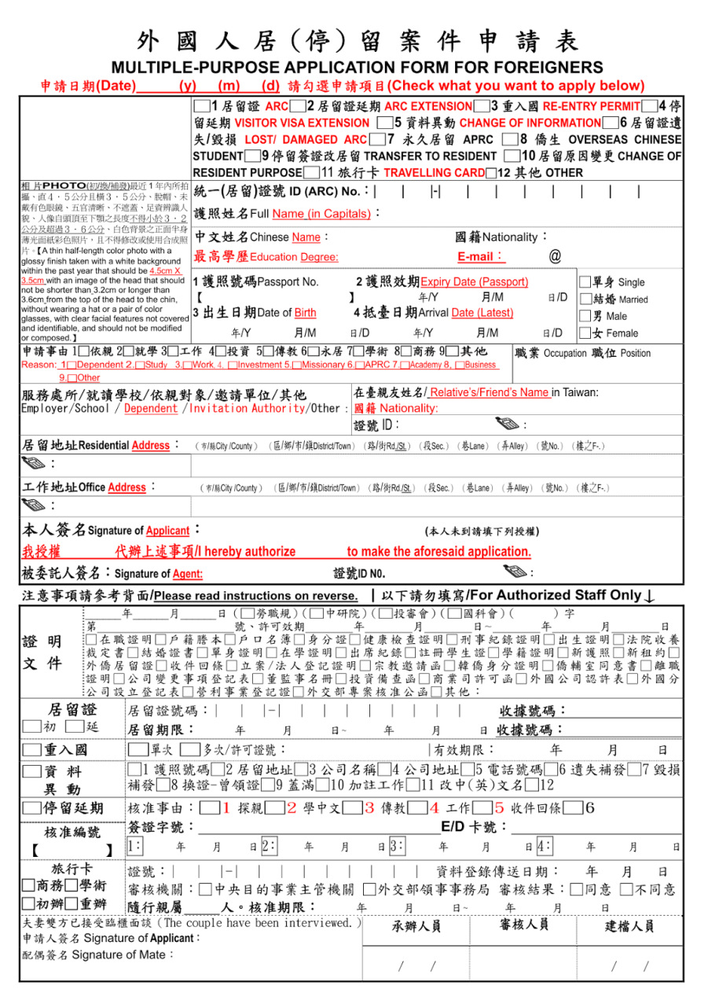 外 國 人 居 (停) 留 案 件 申 請 表
MULTIPLE-PURPOSE APPLICATION FORM FOR FOREIGNERS
申請日期(Date)______(y)___(m)___(d) 請勾選申請項目(Check what you want to apply below)
□1 居留證 ARC□2 居留證延期 ARC EXTENSION□3 重入國 RE-ENTRY PERMIT□4 停
留延期 VISITOR VISA EXTENSION □5 資料異動 CHANGE OF INFORMATION□6 居留證遺
失/毀損 LOST/ DAMAGED ARC□7 永久居留 APRC □8 僑生 OVERSEAS CHINESE
STUDENT□9 停留簽證改居留 TRANSFER TO RESIDENT □10 居留原因變更 CHANGE OF
RESIDENT PURPOSE□11 旅行卡 TRAVELLING CARD□12 其他 OTHER
相 片PHOTO(初/換/補發)最近 1 年內所拍
攝、直４．５公分且橫３．５公分、脫帽、未
戴有色眼鏡、五官清晰、不遮蓋、足資辨識人
貌、人像自頭頂至下顎之長度不得小於３．２
公分及超過３．６公分、白色背景之正面半身
薄光面紙彩色照片，且不得修改或使用合成照
片。【A thin half-length color photo with a
glossy finish taken with a white background
within the past year that should be 4.5cm X
3.5cm with an image of the head that should
not be shorter than 3.2cm or longer than
3.6cm from the top of the head to the chin,
without wearing a hat or a pair of color
glasses, with clear facial features not covered
and identifiable, and should not be modified
or composed.】
統一(居留)證號 ID (ARC) No.：| | |-| | | | | | | |
護照姓名Full Name (in Capitals)：
中文姓名Chinese Name： 國籍Nationality：
最高學歷Education Degree: E-mail： @
1 護照號碼Passport No. 2 護照效期Expiry Date (Passport)
【 】 年/Y 月/M 日/D
3 出生日期Date of Birth 4 抵臺日期Arrival Date (Latest)
年/Y 月/M 日/D 年/Y 月/M 日/D
□單身 Single
□結婚 Married
□男 Male
□女 Female
申請事由 1□依親 2□就學 3□工作 4□投資 5□傳教 6□永居 7□學術 8□商務 9□其他
Reason: 1□Dependent 2.□Study 3.□Work. 4, □Investment 5.□Missionary 6.□APRC 7.□Academy 8, □Business
9.□Other
職業 Occupation 職位 Position
服務處所/就讀學校/依親對象/邀請單位/其他
Employer/School / Dependent /Invitation Authority/Other：
在臺親友姓名/ Relative's/Friend's Name in Taiwan:
國籍 Nationality:
證號 ID： ：
居留地址Residential Address： （市/縣City /County） （區/鄉/市/鎮District/Town）（路/街Rd./St.）（段Sec.）（巷Lane）（弄Alley）（號No.）（樓之F-.）
：
工作地址Office Address： （市/縣City /County） （區/鄉/市/鎮District/Town）（路/街Rd./St.）（段Sec.）（巷Lane）（弄Alley）（號No.）（樓之F-.）
：
本人簽名Signature of Applicant： (本人未到請填下列授權)
我授權 代辦上述事項/I hereby authorize to make the aforesaid application.
被委託人簽名：Signature of Agent: 證號ID N0. ：
注意事項請參考背面/Please read instructions on reverse. | 以下請勿填寫/For Authorized Staff Only↓
證 明
文 件
______年______月______日 (□勞職規)(□中研院)(□投審會)(□國科會)( ) 字
第 號、許可效期 年 月 日~ 年 月 日
□在職證明□戶籍謄本□戶口名簿□身分證□健康檢查證明□刑事紀錄證明□出生證明□法院收養
裁定書□結婚證書□單身證明□在學證明□出席紀錄□註冊學生證□學籍證明□新護照□新租約□
外僑居留證□收件回條□立案/法人登記證明□宗教邀請函□韓僑身分證明□僑輔室同意書□離職
證明□公司變更事項登記表□董監事名冊□投資備查函□商業司許可函□外國公司認許表□外國分
公司設立登記表□營利事業登記證□外交部專案核准公函□其他：
居留證
□初 □延
居留證號碼：| | |-| | | | | | | | 收據號碼：
居留期限： 年 月 日~ 年 月 日 收據號碼：
□重入國
□單次 □多次/許可證號： |有效期限： 年 月 日
□資 料
異 動
□1 護照號碼□2 居留地址□3 公司名稱□4 公司地址□5 電話號碼□6 遺失補發□7 毀損
補發□8 換證-曾領證□9 蓋滿□10 加註工作□11 改中(英)文名□12
□停留延期
核准事由：□1 探親□2 學中文□3 傳教□4 工作□5 收件回條□6
核准編號
【 】
簽證字號： E/D 卡號：
1： 年 月 日 2： 年 月 日 3： 年 月 日 4： 年 月 日
旅行卡
□商務□學術
□初辦□重辦
證號：| | |-| | | | | | | | 資料登錄傳送日期： 年 月 日
審核機關：□中央目的事業主管機關 □外交部領事事務局 審核結果：□同意 □不同意
隨行親屬_____人。核准期限： 年 月 日~ 年 月 日
夫妻雙方已接受臨櫃面談（The couple have been interviewed.）
申請人簽名 Signature of Applicant：
配偶簽名 Signature of Mate：
承辦人員 審核人員 建檔人員
/ / / /